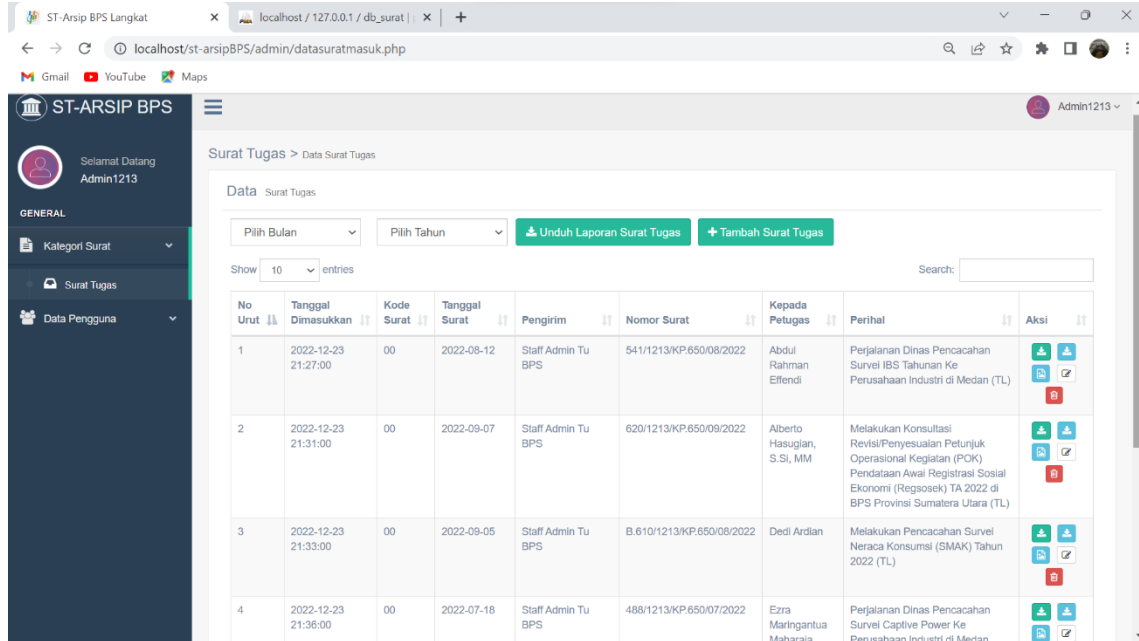 ST-Arsip BPS Langkat
localhost / 127.0.0.1 / db_surat |
localhost/st-arsipBPS/admin/datasuratmasuk.php
Gmail YouTube Maps
ST-ARSIP BPS
Admin1213
Selamat Datang
Admin1213
GENERAL
Kategori Surat
Surat Tugas
Data Pengguna
Surat Tugas > Data Surat Tugas
Data Surat Tugas
Pilih Bulan Pilih Tahun Unduh Laporan Surat Tugas Tambah Surat Tugas
Show 10 entries Search:
No Urut Tanggal Dimasukkan Kode Surat Tanggal Surat Pengirim Nomor Surat Kepada Petugas Perihal Aksi
1 2022-12-23 21:27:00 00 2022-08-12 Staff Admin Tu BPS 541/1213/KP.650/08/2022 Abdul Rahman Effendi Perjalanan Dinas Pencacahan
Survei IBS Tahunan Ke
Perusahaan Industri di Medan (TL)
2 2022-12-23 21:31:00 00 2022-09-07 Staff Admin Tu BPS 620/1213/KP.650/09/2022 Alberto Hasugian, S.Si, MM Melakukan Konsultasi
Revisi/Penyesuaian Petunjuk
Operasional Kegiatan (POK)
Pendataan Awal Registrasi Sosial
Ekonomi (Regsosek) TA 2022 di
BPS Provinsi Sumatera Utara (TL)
3 2022-12-23 21:33:00 00 2022-09-05 Staff Admin Tu BPS B.610/1213/KP.650/08/2022 Dedi Ardian Melakukan Pencacahan Survei
Neraca Konsumsi (SMAK) Tahun
2022 (TL)
4 2022-12-23 21:36:00 00 2022-07-18 Staff Admin Tu BPS 488/1213/KP.650/07/2022 Ezra Maringantua Maharaja Perjalanan Dinas Pencacahan
Survei Captive Power Ke
Perusahaan Industri di Medan